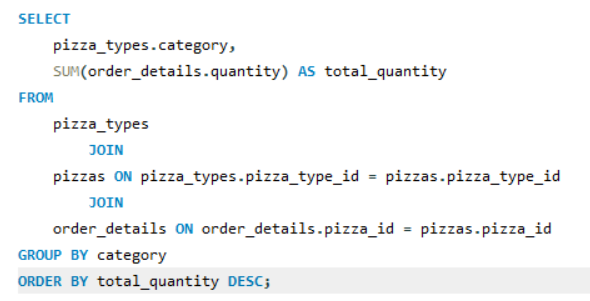 SELECT
pizza_types.category,
SUM(order_details.quantity) AS total_quantity
FROM
pizza_types
JOIN
pizzas ON pizza_types.pizza_type_id = pizzas.pizza_type_id
JOIN
order_details ON order_details.pizza_id = pizzas.pizza_id
GROUP BY category
ORDER BY total_quantity DESC;